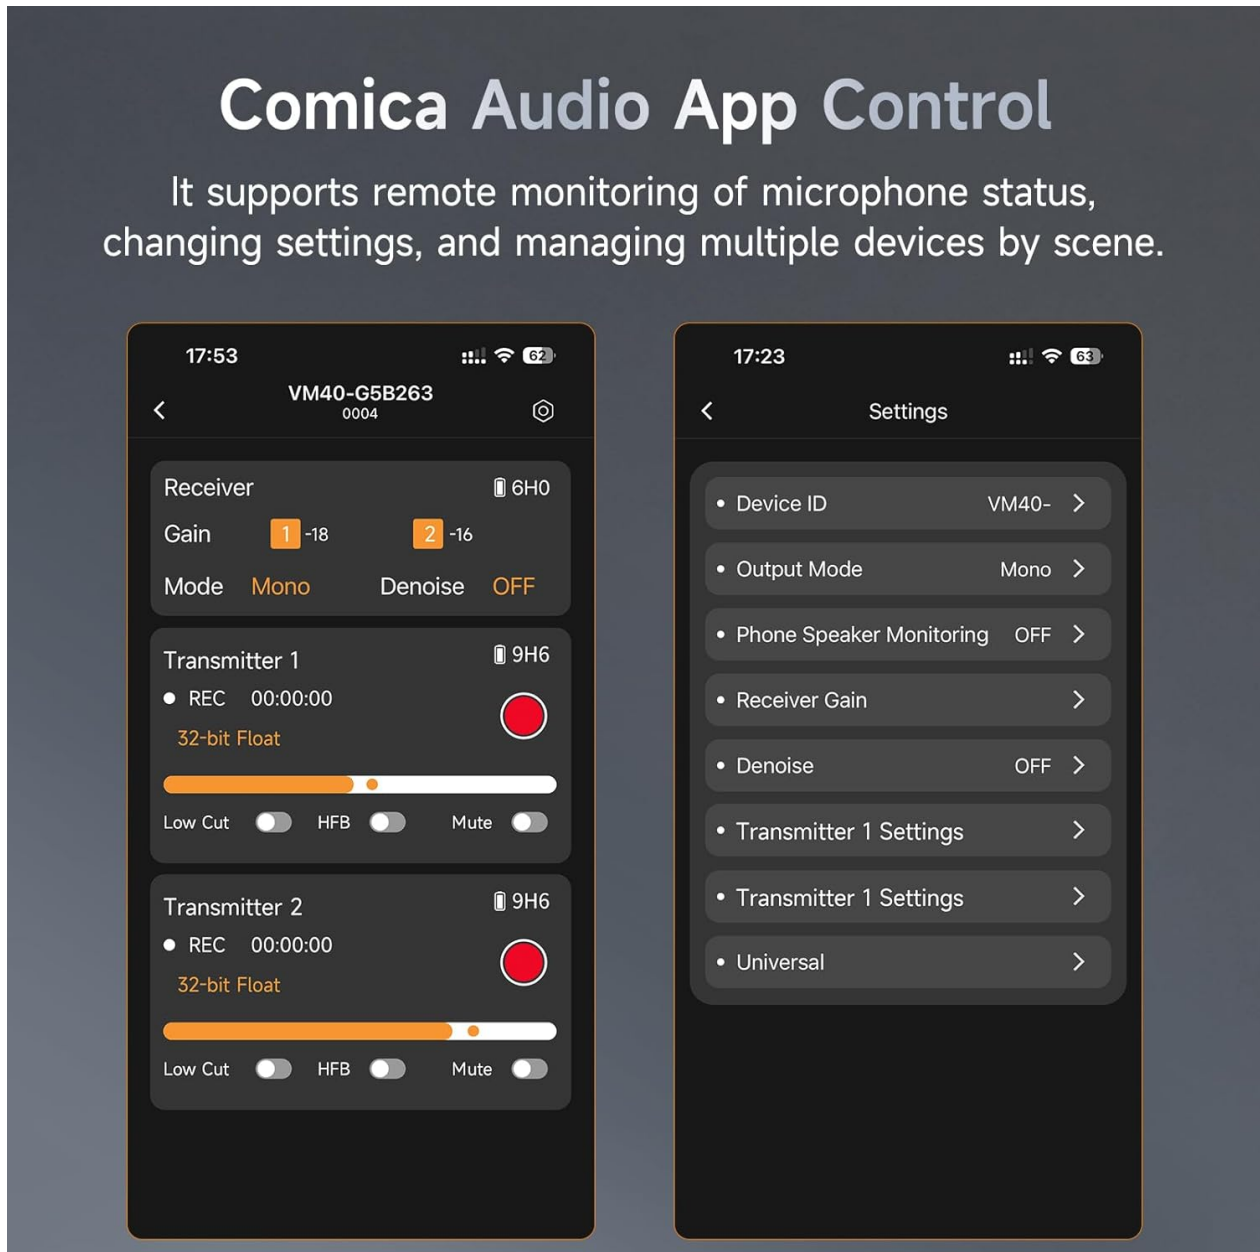 Comica Audio App Control
It supports remote monitoring of microphone status,
changing settings, and managing multiple devices by scene.
17:53
62
VM40-G5B263
0004
Receiver 6H0
Gain 1 -18 2 -16
Mode Mono Denoise OFF
Transmitter 1 9H6
REC 00:00:00
32-bit Float
Low Cut HFB Mute
Transmitter 2 9H6
REC 00:00:00
32-bit Float
Low Cut HFB Mute
17:23
63
Settings
• Device ID VM40-
• Output Mode Mono
• Phone Speaker Monitoring OFF
• Receiver Gain
• Denoise OFF
• Transmitter 1 Settings
• Transmitter 1 Settings
• Universal